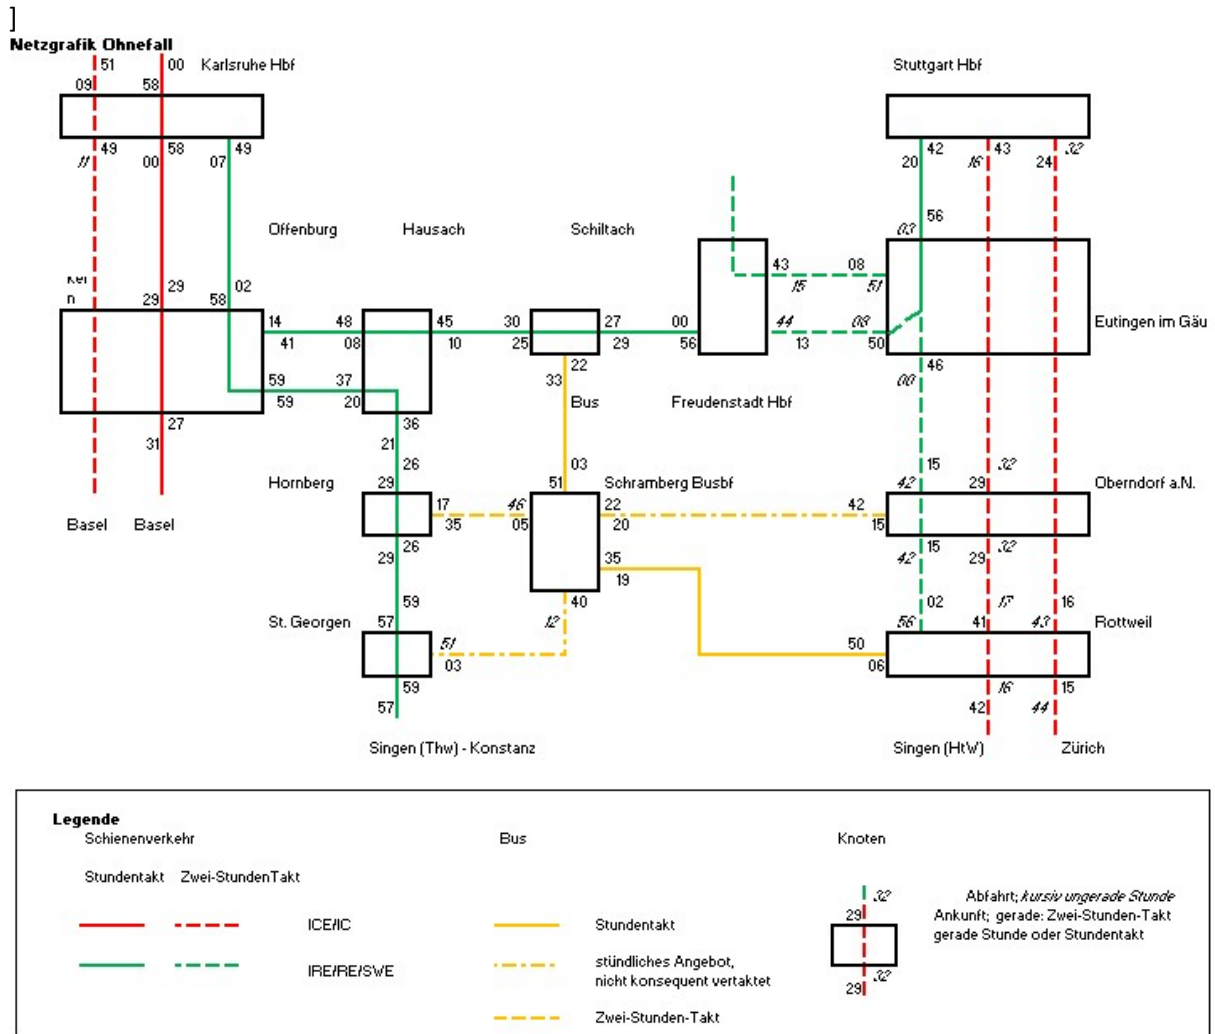 ]
Netzgrafik Ohnefall
51 00 Karlsruhe Hbf Stuttgart Hbf
09 58
49 58 49 42 43 32
11 00 07 20 16 24
56
03
Offenburg Hausach Schiltach
43 08
15 51
29 02
n 29 58
14 48 45 30 27 00 44 08
41 08 10 25 29 56 13 50
Eutingen im Gäu
22
33
46
00
59 37
59 20
Bus Freudenstadt Hbf
27 36
31 21
26 03 15 32
Hornberg 29 51 Schramberg Busbf 42 29 Oberndorf a.N.
17 46 22 42
35 05 20 15
Basel Basel
26 15 32
29 42 29
35
19
59 40 02 17 16
St. Georgen 57 12 56 41 43 Rottweil
51 50
03 06
59 16 15
57 42 44
Singen (Thw) - Konstanz Singen (HtW) Zürich
Legende
Schienenverkehr Bus Knoten
Stundentakt Zwei-StundenTakt
32 Abfahrt; kursiv ungerade Stunde
29 Ankunft; gerade: Zwei-Stunden-Takt
gerade Stunde oder Stundentakt
ICE/IC Stundentakt
IRE/RE/SWE stündliches Angebot,
nicht konsequent vertaktet
32
29
Zwei-Stunden-Takt